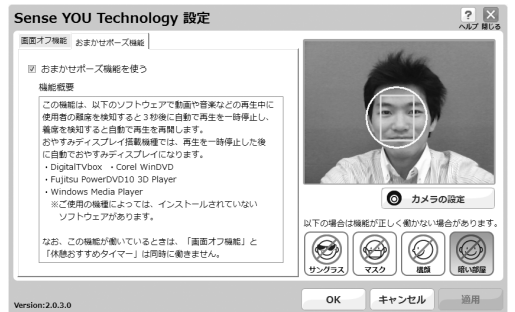 Sense YOU Technology 設定
ヘルプ 閉じる
画面オフ機能 おまかせポーズ機能
おまかせポーズ機能を使う
機能概要
この機能は、以下のソフトウェアで動画や音楽などの再生中に
使用者の離席を検知すると3秒後に自動で再生を一時停止し、
着席を検知すると自動で再生を再開します。
おやすみディスプレイ搭載機種では、再生を一時停止した後
に自動でおやすみディスプレイになります。
・DigitalTVbox ・Corel WinDVD
・Fujitsu PowerDVD10 3D Player
・Windows Media Player
※ご使用の機種によっては、インストールされていない
ソフトウェアがあります。
なお、この機能が働いているときは、「画面オフ機能」と
「休憩おすすめタイマー」は同時に働きません。
カメラの設定
以下の場合は機能が正しく働かない場合があります。
サングラス マスク 横顔 暗い部屋
Version:2.0.3.0
OK キャンセル 適用